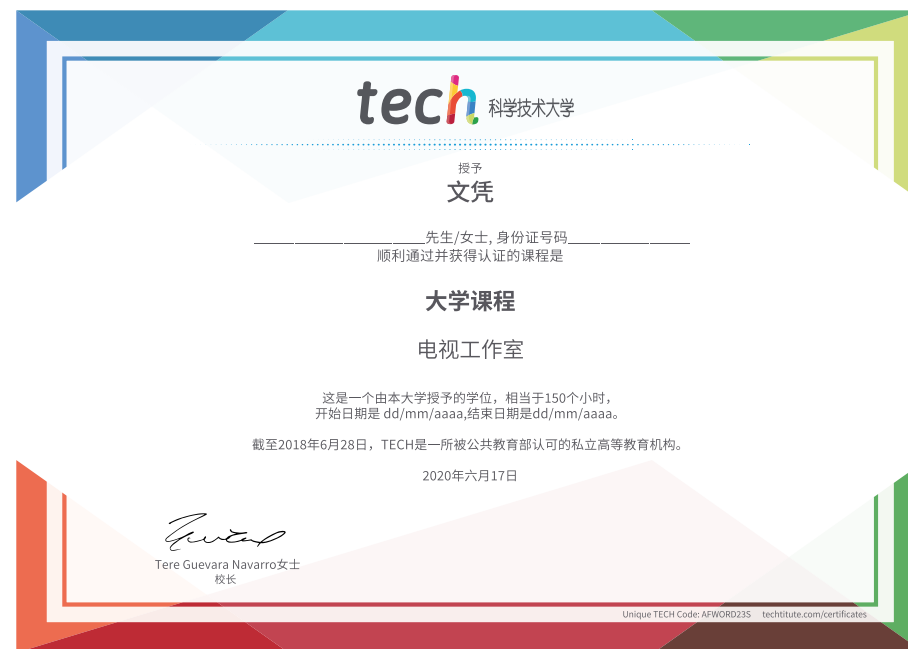 tech 科学技术大学
授予
文凭
______________________先生/女士, 身份证号码_______________
顺利通过并获得认证的课程是
大学课程
电视工作室
这是一个由本大学授予的学位，相当于150个小时，
开始日期是 dd/mm/aaaa,结束日期是dd/mm/aaaa。
截至2018年6月28日，TECH是一所被公共教育部认可的私立高等教育机构。
2020年六月17日
Tere Guevara Navarro女士
校长
Unique TECH Code: AFWORD23S techtitute.com/certificates